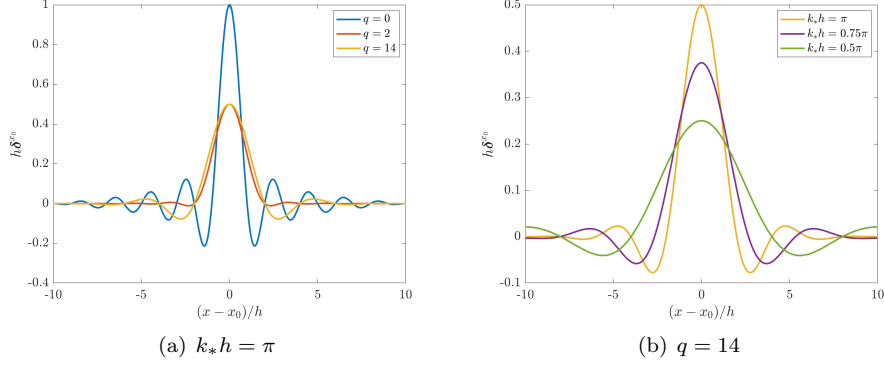 1
0.8
0.6
0.4
0.2
0
-0.2
-0.4
-10
-5
0
5
10
hδ^{x_0}
(x − x_0)/h
q = 0
q = 2
q = 14
(a) k_*h = π
0.5
0.4
0.3
0.2
0.1
0
-0.1
-10
-5
0
5
10
hδ^{x_0}
(x − x_0)/h
k_*h = π
k_*h = 0.75π
k_*h = 0.5π
(b) q = 14